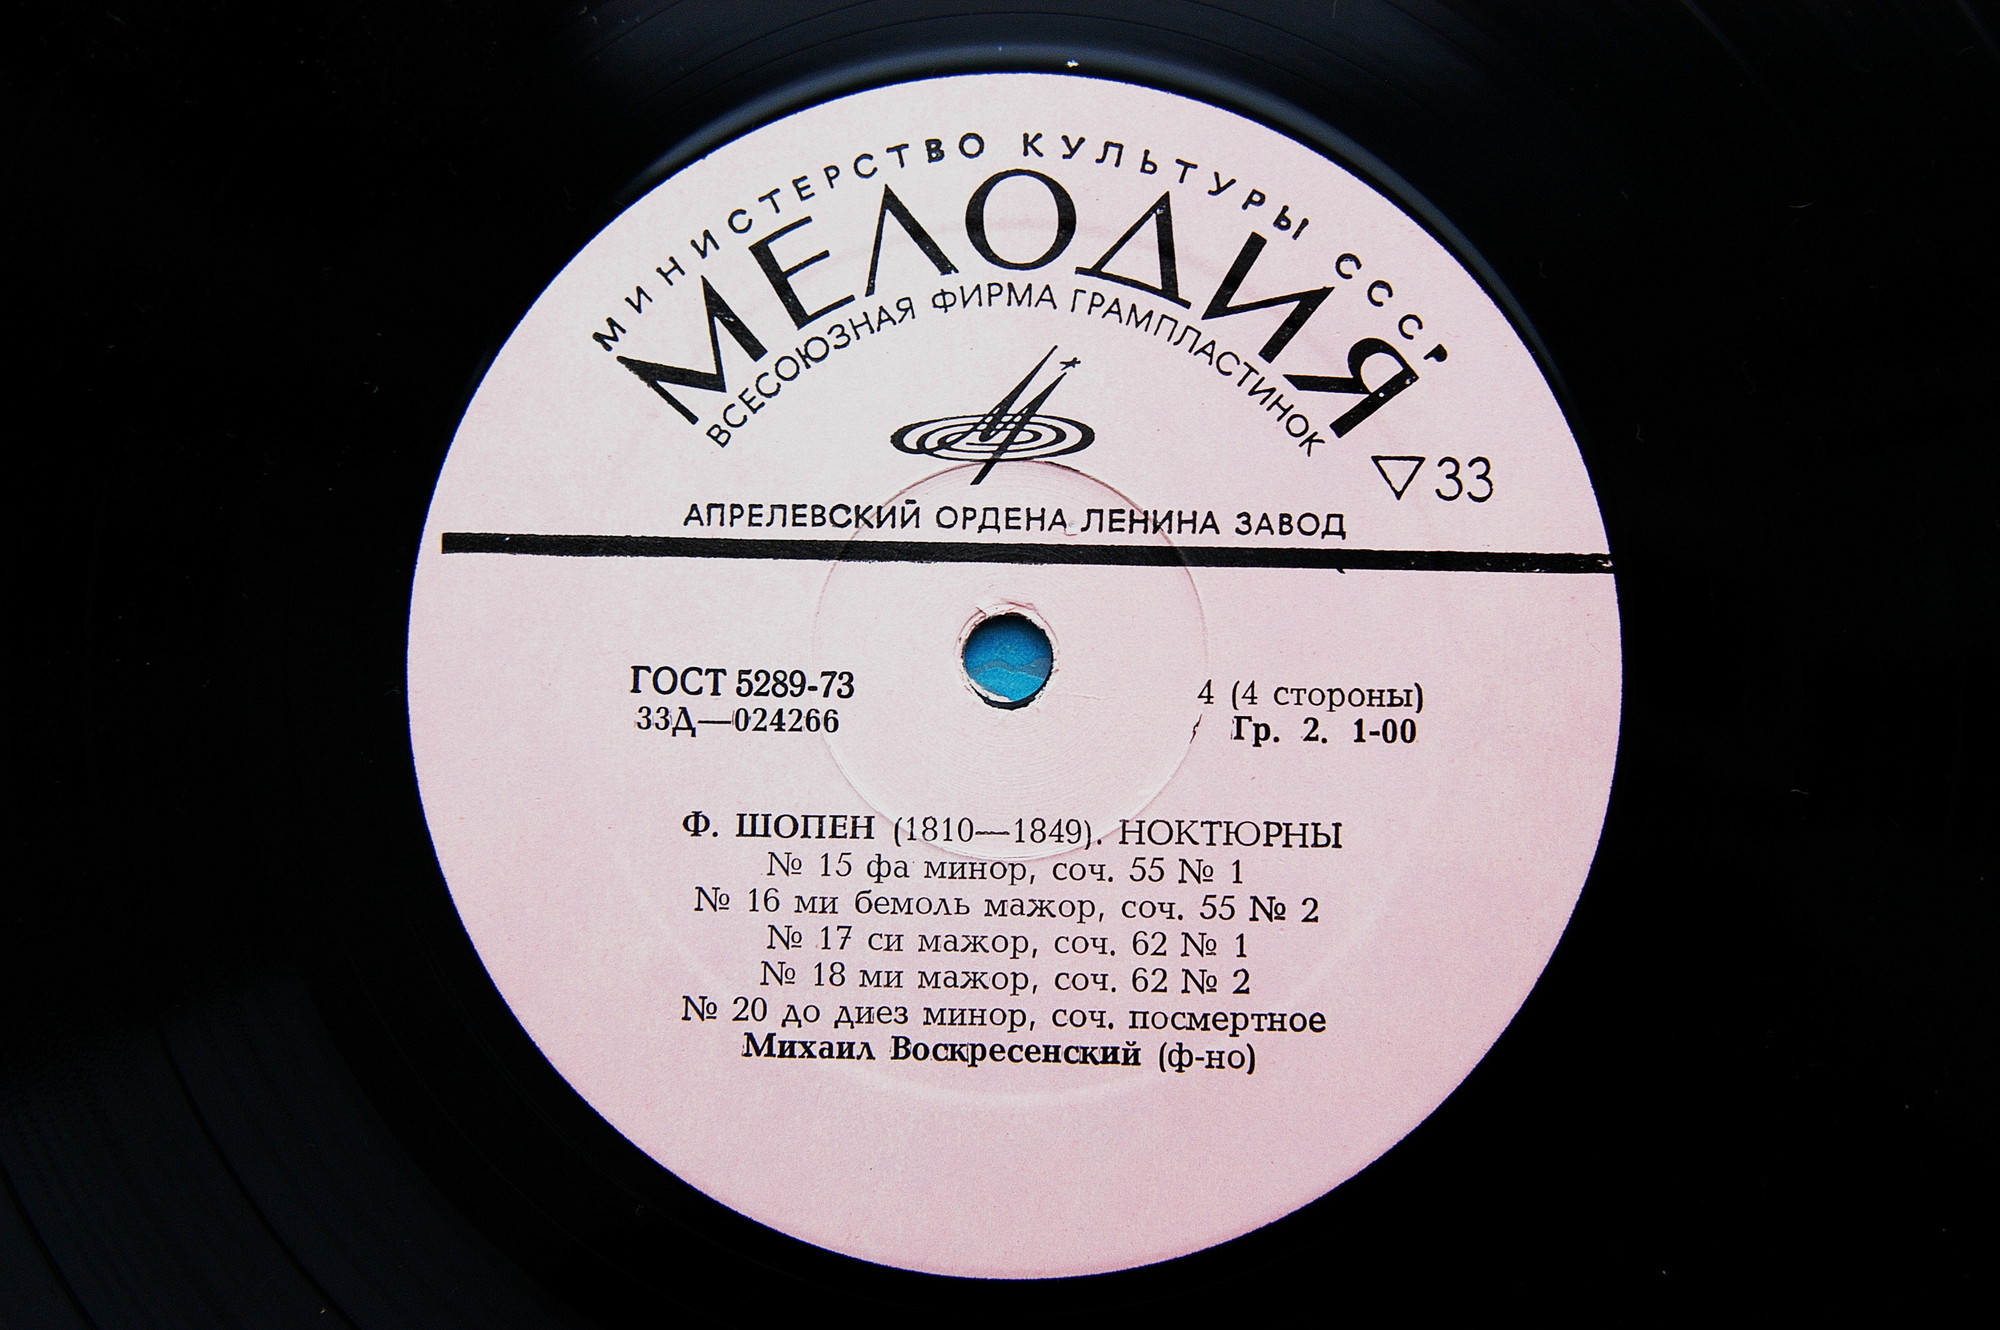 МИНИСТЕРСТВО КУЛЬТУРЫ СССР
МЕЛОДИЯ
ВСЕСОЮЗНАЯ ФИРМА ГРАМПЛАСТИНОК
▽33
АПРЕЛЕВСКИЙ ОРДЕНА ЛЕНИНА ЗАВОД
ГОСТ 5289-73
33Д—024266
4 (4 стороны)
Гр. 2. 1-00
Ф. ШОПЕН (1810—1849). НОКТЮРНЫ
№ 15 фа минор, соч. 55 № 1
№ 16 ми бемоль мажор, соч. 55 № 2
№ 17 си мажор, соч. 62 № 1
№ 18 ми мажор, соч. 62 № 2
№ 20 до диез минор, соч. посмертное
Михаил Воскресенский (ф-но)